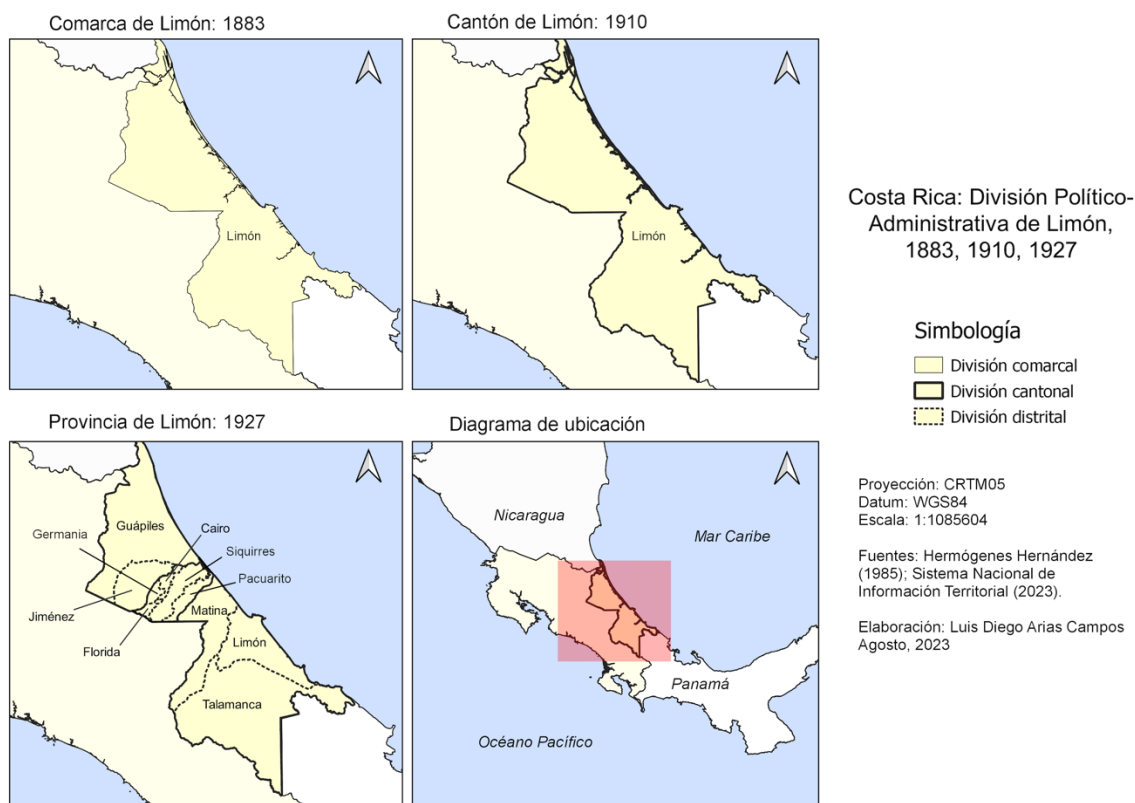 Comarca de Limón: 1883
Limón
Cantón de Limón: 1910
Limón
Provincia de Limón: 1927
Guápiles
Cairo
Germania
Siquirres
Pacuarito
Jiménez
Matina
Florida
Limón
Talamanca
Diagrama de ubicación
Nicaragua
Mar Caribe
Panamá
Océano Pacífico
Costa Rica: División Político-
Administrativa de Limón,
1883, 1910, 1927
Simbología
División comarcal
División cantonal
División distrital
Proyección: CRTM05
Datum: WGS84
Escala: 1:1085604
Fuentes: Hermógenes Hernández
(1985); Sistema Nacional de
Información Territorial (2023).
Elaboración: Luis Diego Arias Campos
Agosto, 2023